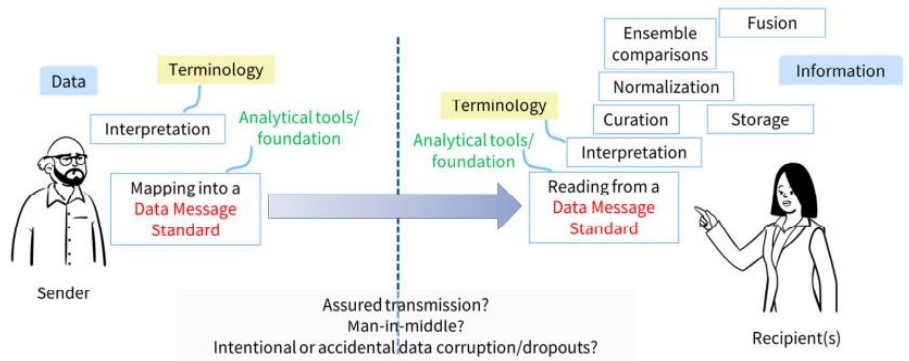 Data
Terminology
Interpretation
Analytical tools/
foundation
Mapping into a
Data Message
Standard
Sender
Fusion
Ensemble
comparisons
Information
Normalization
Terminology
Curation
Storage
Analytical tools/
foundation
Interpretation
Reading from a
Data Message
Standard
Recipient(s)
Assured transmission?
Man-in-middle?
Intentional or accidental data corruption/dropouts?